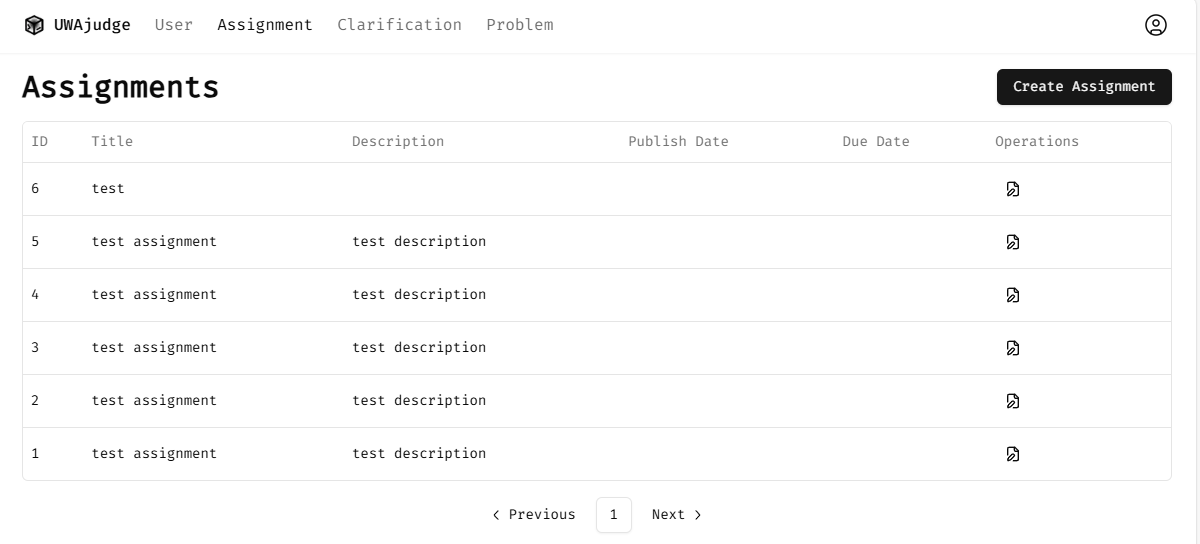 UWAjudge User Assignment Clarification Problem
Assignments
Create Assignment
ID Title Description Publish Date Due Date Operations
6 test
5 test assignment test description
4 test assignment test description
3 test assignment test description
2 test assignment test description
1 test assignment test description
Previous 1 Next